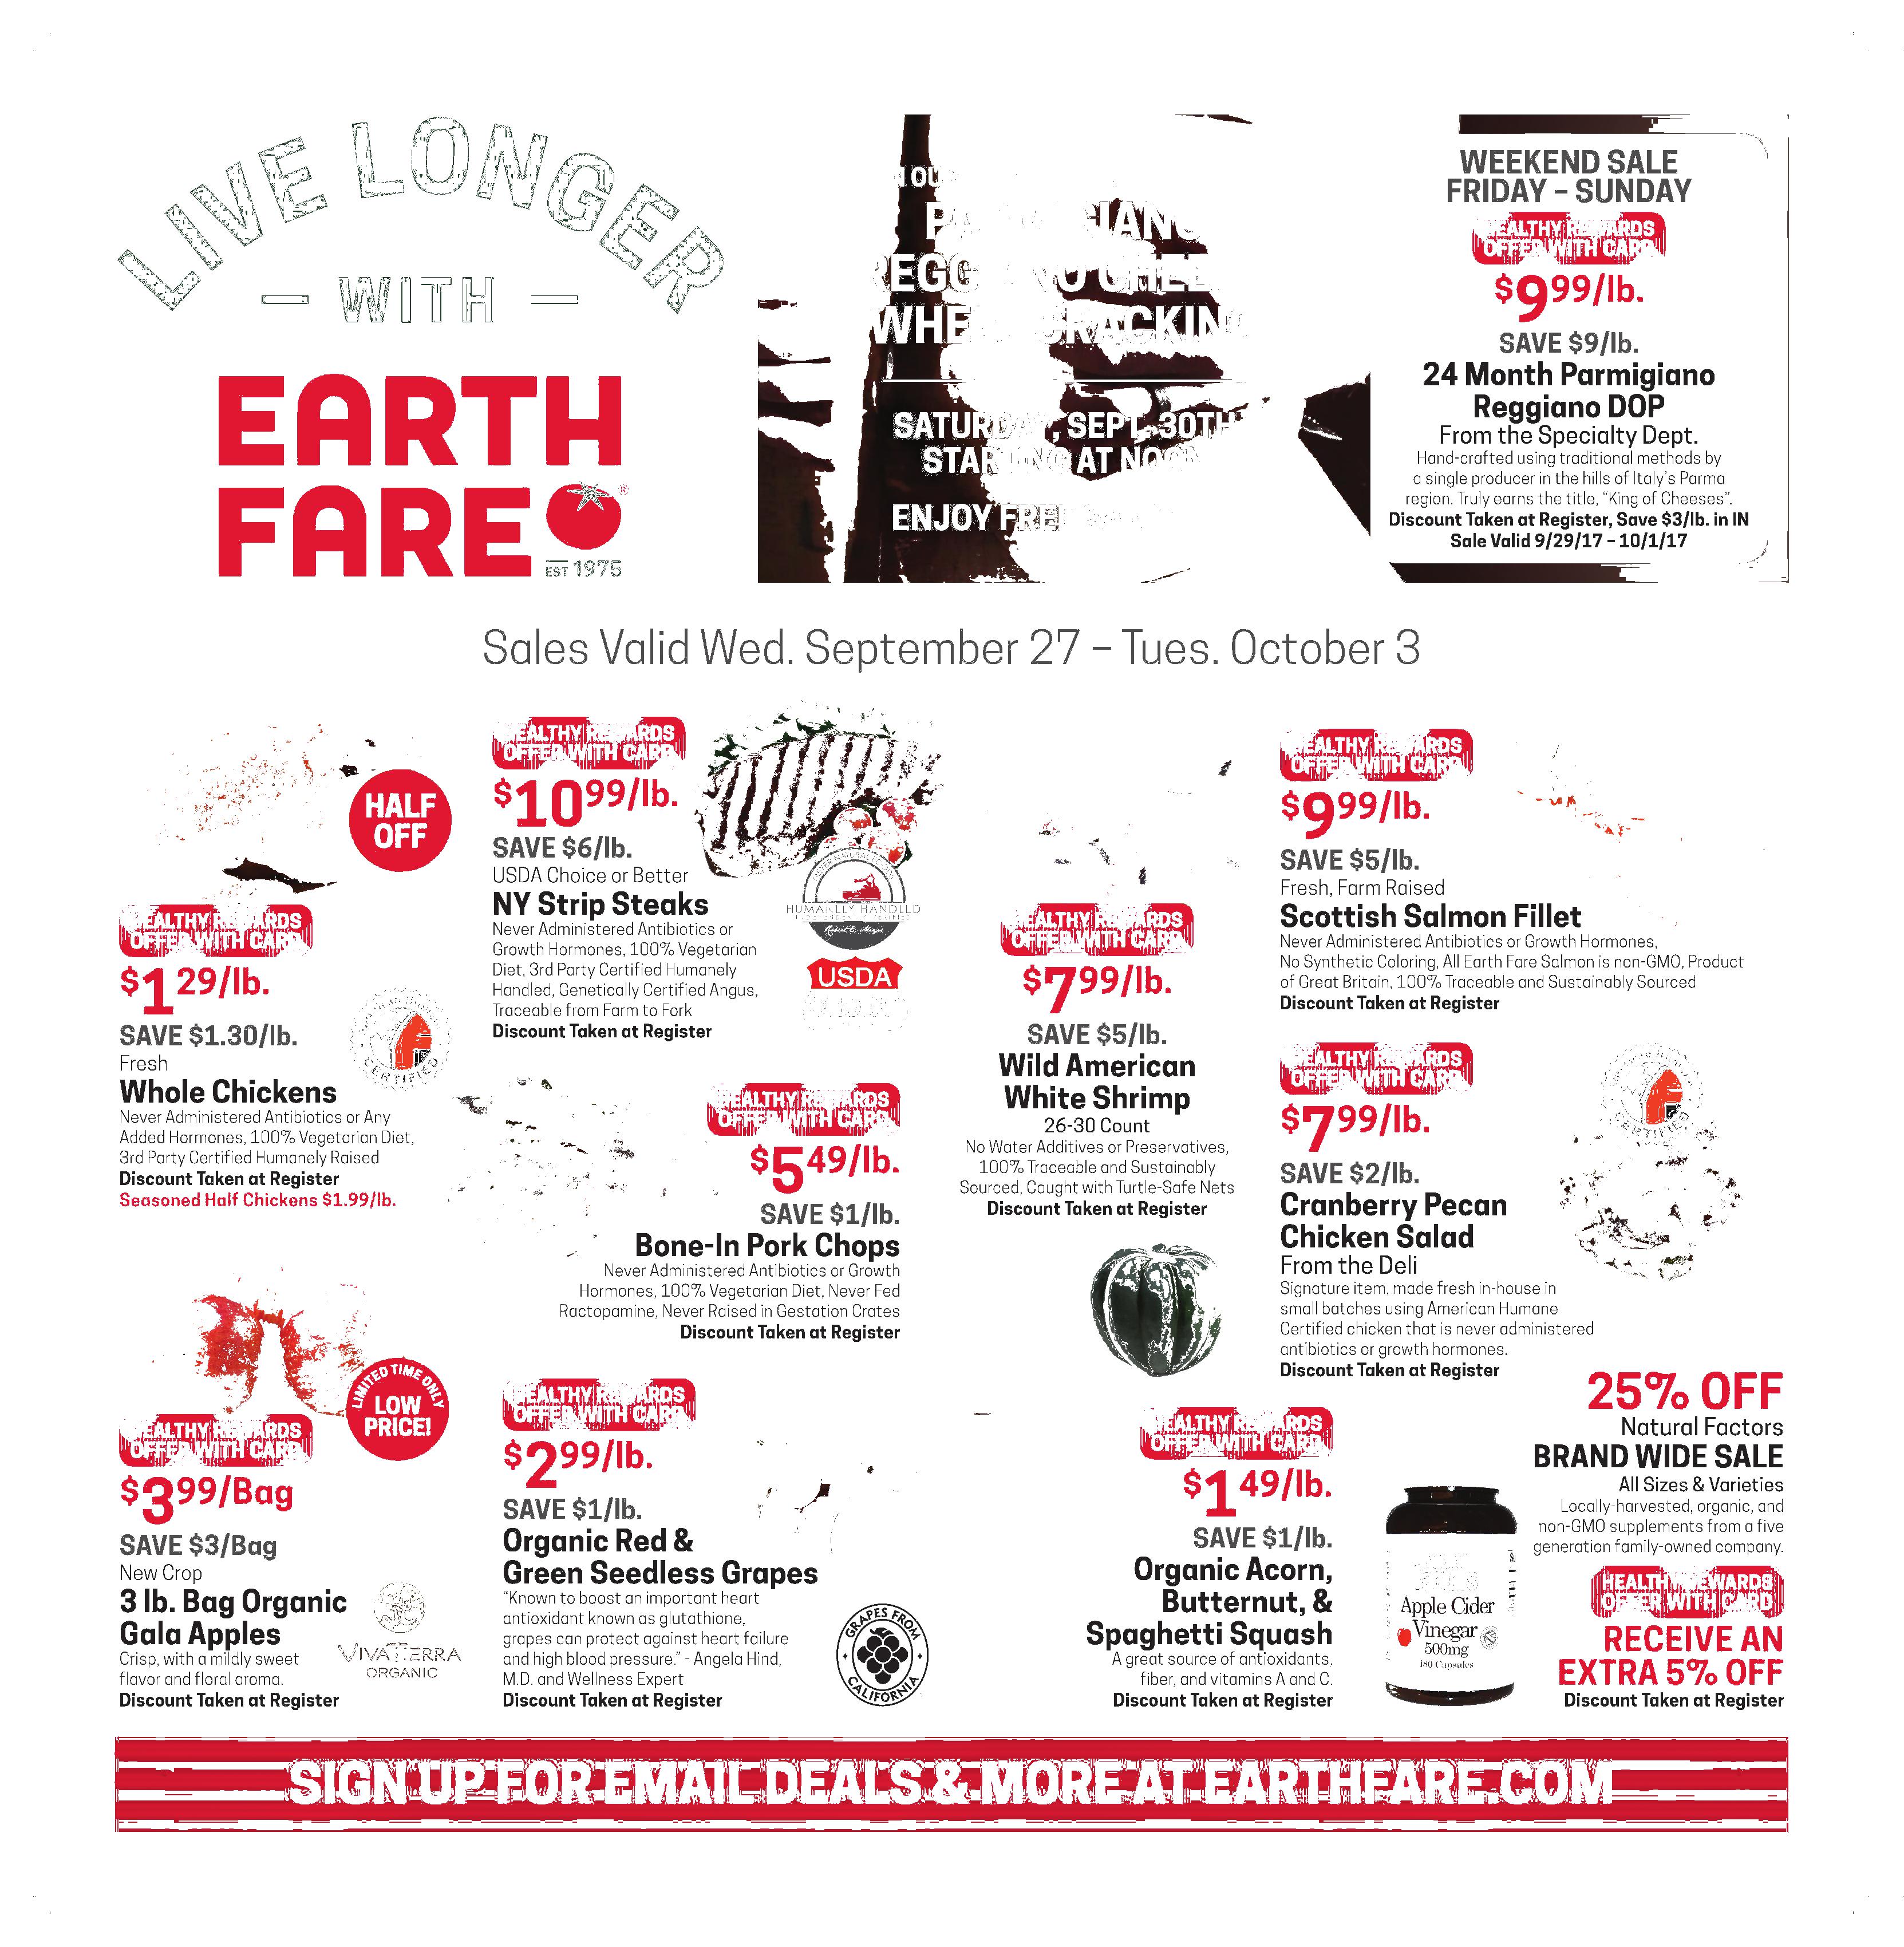 LIVE LONGER
WITH
EARTH
FARE
EST 1975
WHEEL CRACKING
SATURDAY, SEPT. 30TH
STARTING AT NOON
ENJOY FREE
WEEKEND SALE
FRIDAY – SUNDAY
HEALTHY REWARDS
OFFER WITH CARD
$9 99/lb.
SAVE $9/lb.
24 Month Parmigiano
Reggiano DOP
From the Specialty Dept.
Hand-crafted using traditional methods by
a single producer in the hills of Italy's Parma
region. Truly earns the title, "King of Cheeses".
Discount Taken at Register, Save $3/lb. in IN
Sale Valid 9/29/17 – 10/1/17
Sales Valid Wed. September 27 – Tues. October 3
HALF
OFF
HEALTHY REWARDS
OFFER WITH CARD
$1 29/lb.
SAVE $1.30/lb.
Fresh
Whole Chickens
Never Administered Antibiotics or Any
Added Hormones, 100% Vegetarian Diet,
3rd Party Certified Humanely Raised
Discount Taken at Register
Seasoned Half Chickens $1.99/lb.
CERTIFIED
HEALTHY REWARDS
OFFER WITH CARD
$10 99/lb.
SAVE $6/lb.
USDA Choice or Better
NY Strip Steaks
Never Administered Antibiotics or
Growth Hormones, 100% Vegetarian
Diet, 3rd Party Certified Humanely
Handled, Genetically Certified Angus,
Traceable from Farm to Fork
Discount Taken at Register
MEYER NATURAL FOODS
HUMANELY HANDLED
USDA
HEALTHY REWARDS
OFFER WITH CARD
$5 49/lb.
SAVE $1/lb.
Bone-In Pork Chops
Never Administered Antibiotics or Growth
Hormones, 100% Vegetarian Diet, Never Fed
Ractopamine, Never Raised in Gestation Crates
Discount Taken at Register
HEALTHY REWARDS
OFFER WITH CARD
$7 99/lb.
SAVE $5/lb.
Wild American
White Shrimp
26-30 Count
No Water Additives or Preservatives,
100% Traceable and Sustainably
Sourced, Caught with Turtle-Safe Nets
Discount Taken at Register
HEALTHY REWARDS
OFFER WITH CARD
$9 99/lb.
SAVE $5/lb.
Fresh, Farm Raised
Scottish Salmon Fillet
Never Administered Antibiotics or Growth Hormones,
No Synthetic Coloring, All Earth Fare Salmon is non-GMO, Product
of Great Britain, 100% Traceable and Sustainably Sourced
Discount Taken at Register
HEALTHY REWARDS
OFFER WITH CARD
$7 99/lb.
SAVE $2/lb.
Cranberry Pecan
Chicken Salad
From the Deli
Signature item, made fresh in-house in
small batches using American Humane
Certified chicken that is never administered
antibiotics or growth hormones.
Discount Taken at Register
CERTIFIED
LIMITED TIME ONLY
LOW
PRICE!
HEALTHY REWARDS
OFFER WITH CARD
$3 99/Bag
SAVE $3/Bag
New Crop
3 lb. Bag Organic
Gala Apples
Crisp, with a mildly sweet
flavor and floral aroma.
Discount Taken at Register
VIVATIERRA
ORGANIC
HEALTHY REWARDS
OFFER WITH CARD
$2 99/lb.
SAVE $1/lb.
Organic Red &
Green Seedless Grapes
"Known to boost an important heart
antioxidant known as glutathione,
grapes can protect against heart failure
and high blood pressure." - Angela Hind,
M.D. and Wellness Expert
Discount Taken at Register
GRAPES FROM
CALIFORNIA
HEALTHY REWARDS
OFFER WITH CARD
$1 49/lb.
SAVE $1/lb.
Organic Acorn,
Butternut, &
Spaghetti Squash
A great source of antioxidants,
fiber, and vitamins A and C.
Discount Taken at Register
Apple Cider
Vinegar
500mg
180 Capsules
25% OFF
Natural Factors
BRAND WIDE SALE
All Sizes & Varieties
Locally-harvested, organic, and
non-GMO supplements from a five
generation family-owned company.
HEALTHY REWARDS
OFFER WITH CARD
RECEIVE AN
EXTRA 5% OFF
Discount Taken at Register
SIGN UP FOR EMAIL DEALS & MORE AT EARTHFARE.COM